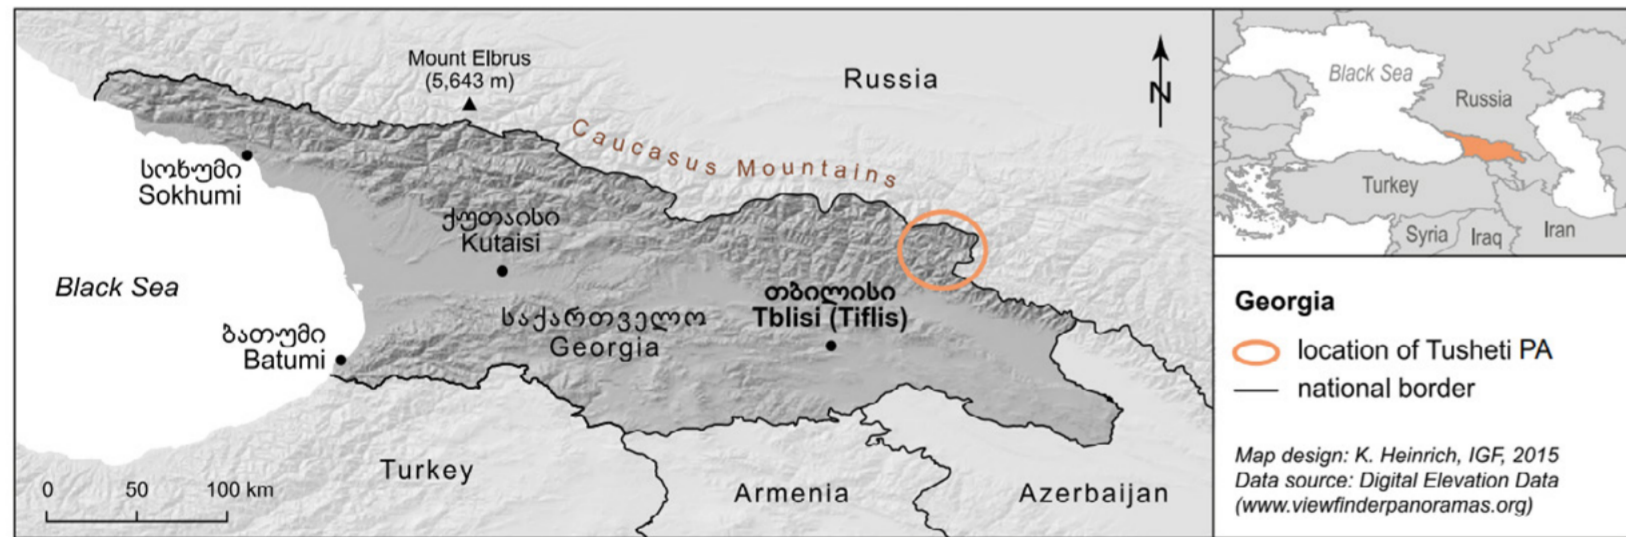 Mount Elbrus
(5,643 m)
Russia
N
Caucasus Mountains
სოხუმი
Sokhumi
ქუთაისი
Kutaisi
Black Sea
თბილისი
Tblisi (Tiflis)
საქართველო
Georgia
ბათუმი
Batumi
Turkey
Armenia
Azerbaijan
0 50 100 km
Black Sea
Russia
Turkey
Syria
Iraq
Iran
Georgia
location of Tusheti PA
national border
Map design: K. Heinrich, IGF, 2015
Data source: Digital Elevation Data
(www.viewfinderpanoramas.org)